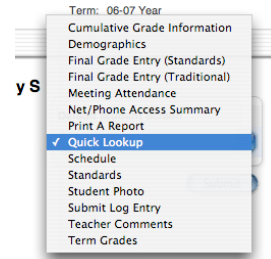 Term: 06-07 Year
Cumulative Grade Information
Demographics
Final Grade Entry (Standards)
Final Grade Entry (Traditional)
Meeting Attendance
y S
Net/Phone Access Summary
Print A Report
✓ Quick Lookup
Schedule
Standards
Student Photo
Submit Log Entry
Teacher Comments
Term Grades